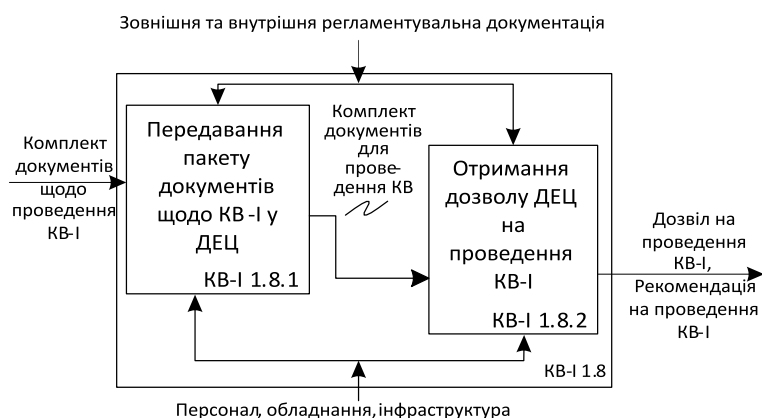 Зовнішня та внутрішня регламентувальна документація
Комплект
документів
щодо
проведення
КВ-І
Передавання
пакету
документів
щодо КВ -І у
ДЕЦ
КВ-І 1.8.1
Комплект
документів
для
прове-
дення КВ
Отримання
дозволу ДЕЦ
на
проведення
КВ-І
КВ-І 1.8.2
Дозвіл на
проведення
КВ-І,
Рекомендація
на проведення
КВ-І
КВ-І 1.8
Персонал, обладнання, інфраструктура